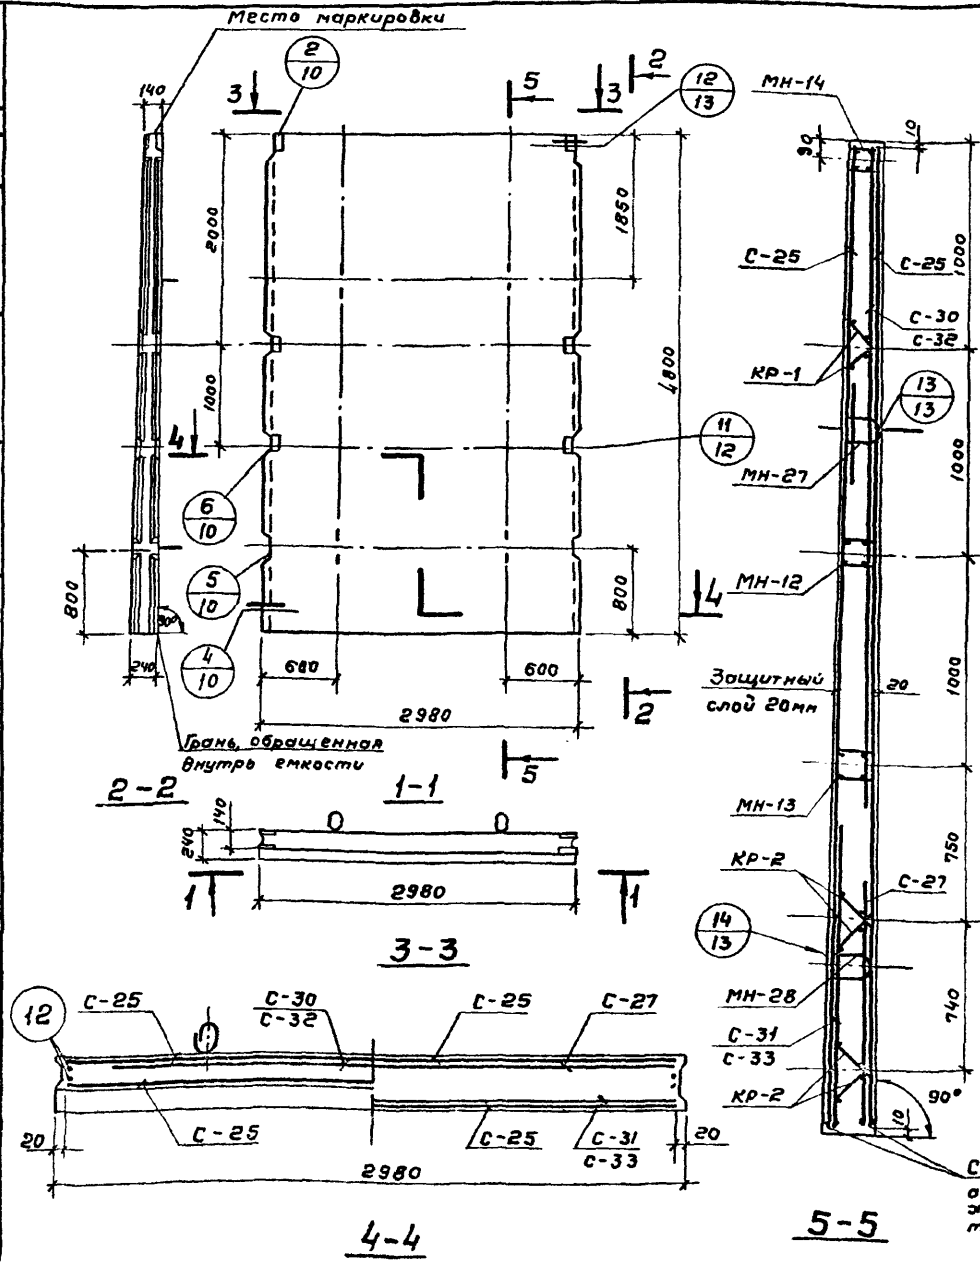 Место маркировки
2
10
140
3
5
3
2
12
13
МН-14
90
10
2000
1850
4800
1000
С-25
С-25
С-30
С-32
КР-1
13
13
1000
4
11
12
1000
МН-27
6
10
5
10
МН-12
800
90°
800
4
4
10
240
600
600
2980
2
Защитный
слой 20мм
20
1000
Грань, обращенная
внутрь емкости
5
2-2
1-1
МН-13
140
240
750
КР-2
С-27
2980
1
1
14
13
3-3
МН-28
740
12
С-25
С-30
С-32
С-25
С-27
С-31
С-33
КР-2
90°
10
20
С-25
С-25
С-31
С-33
20
2980
4-4
5-5